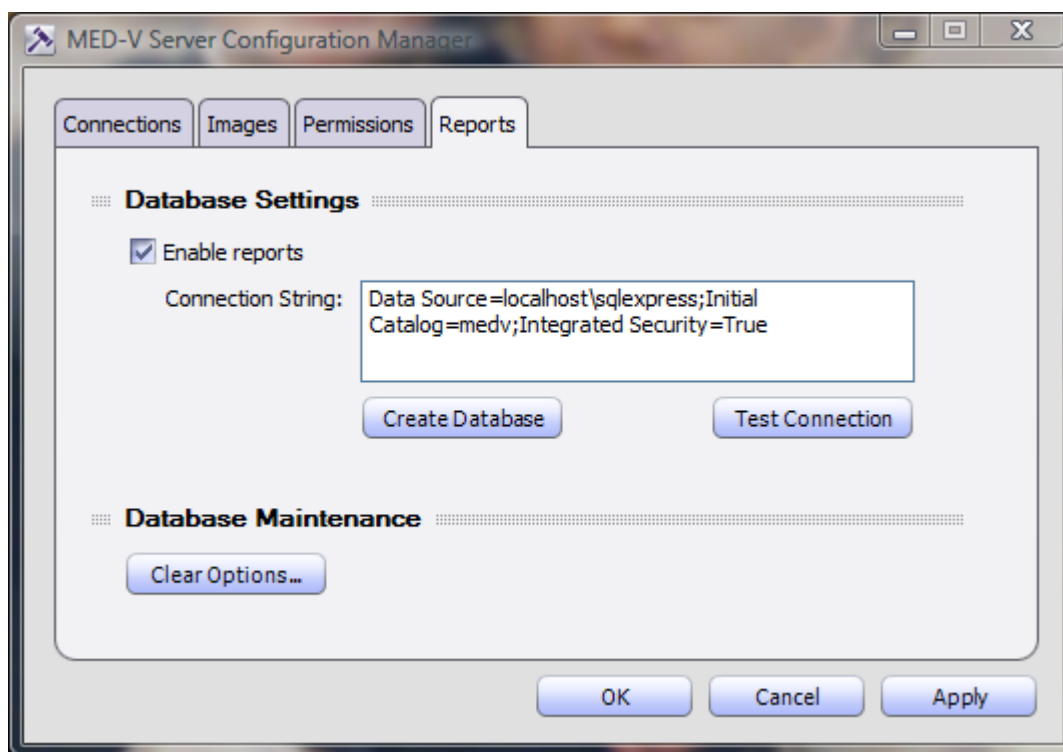 MED-V Server Configuration Manager
Connections Images Permissions Reports
Database Settings
Enable reports
Connection String: Data Source=localhost\sqlexpress;Initial
Catalog=medv;Integrated Security=True
Create Database Test Connection
Database Maintenance
Clear Options...
OK Cancel Apply